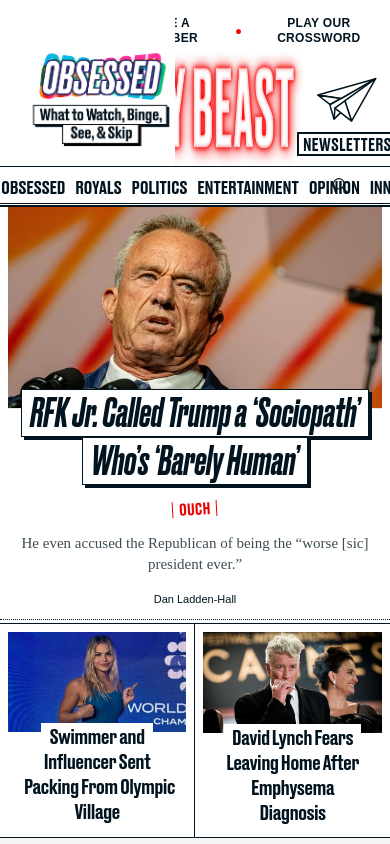 E A
BER
PLAY OUR
CROSSWORD
OBSESSED
What to Watch, Binge,
See, & Skip
Y BEAST
NEWSLETTERS
OBSESSED ROYALS POLITICS ENTERTAINMENT OPINION INN
RFK Jr. Called Trump a ‘Sociopath’
Who’s ‘Barely Human’
| OUCH |
He even accused the Republican of being the “worse [sic]
president ever.”
Dan Ladden-Hall
WORLD
CHAM
Swimmer and
Influencer Sent
Packing From Olympic
Village
FESTIVAL INTERNAT
CANNES
David Lynch Fears
Leaving Home After
Emphysema
Diagnosis